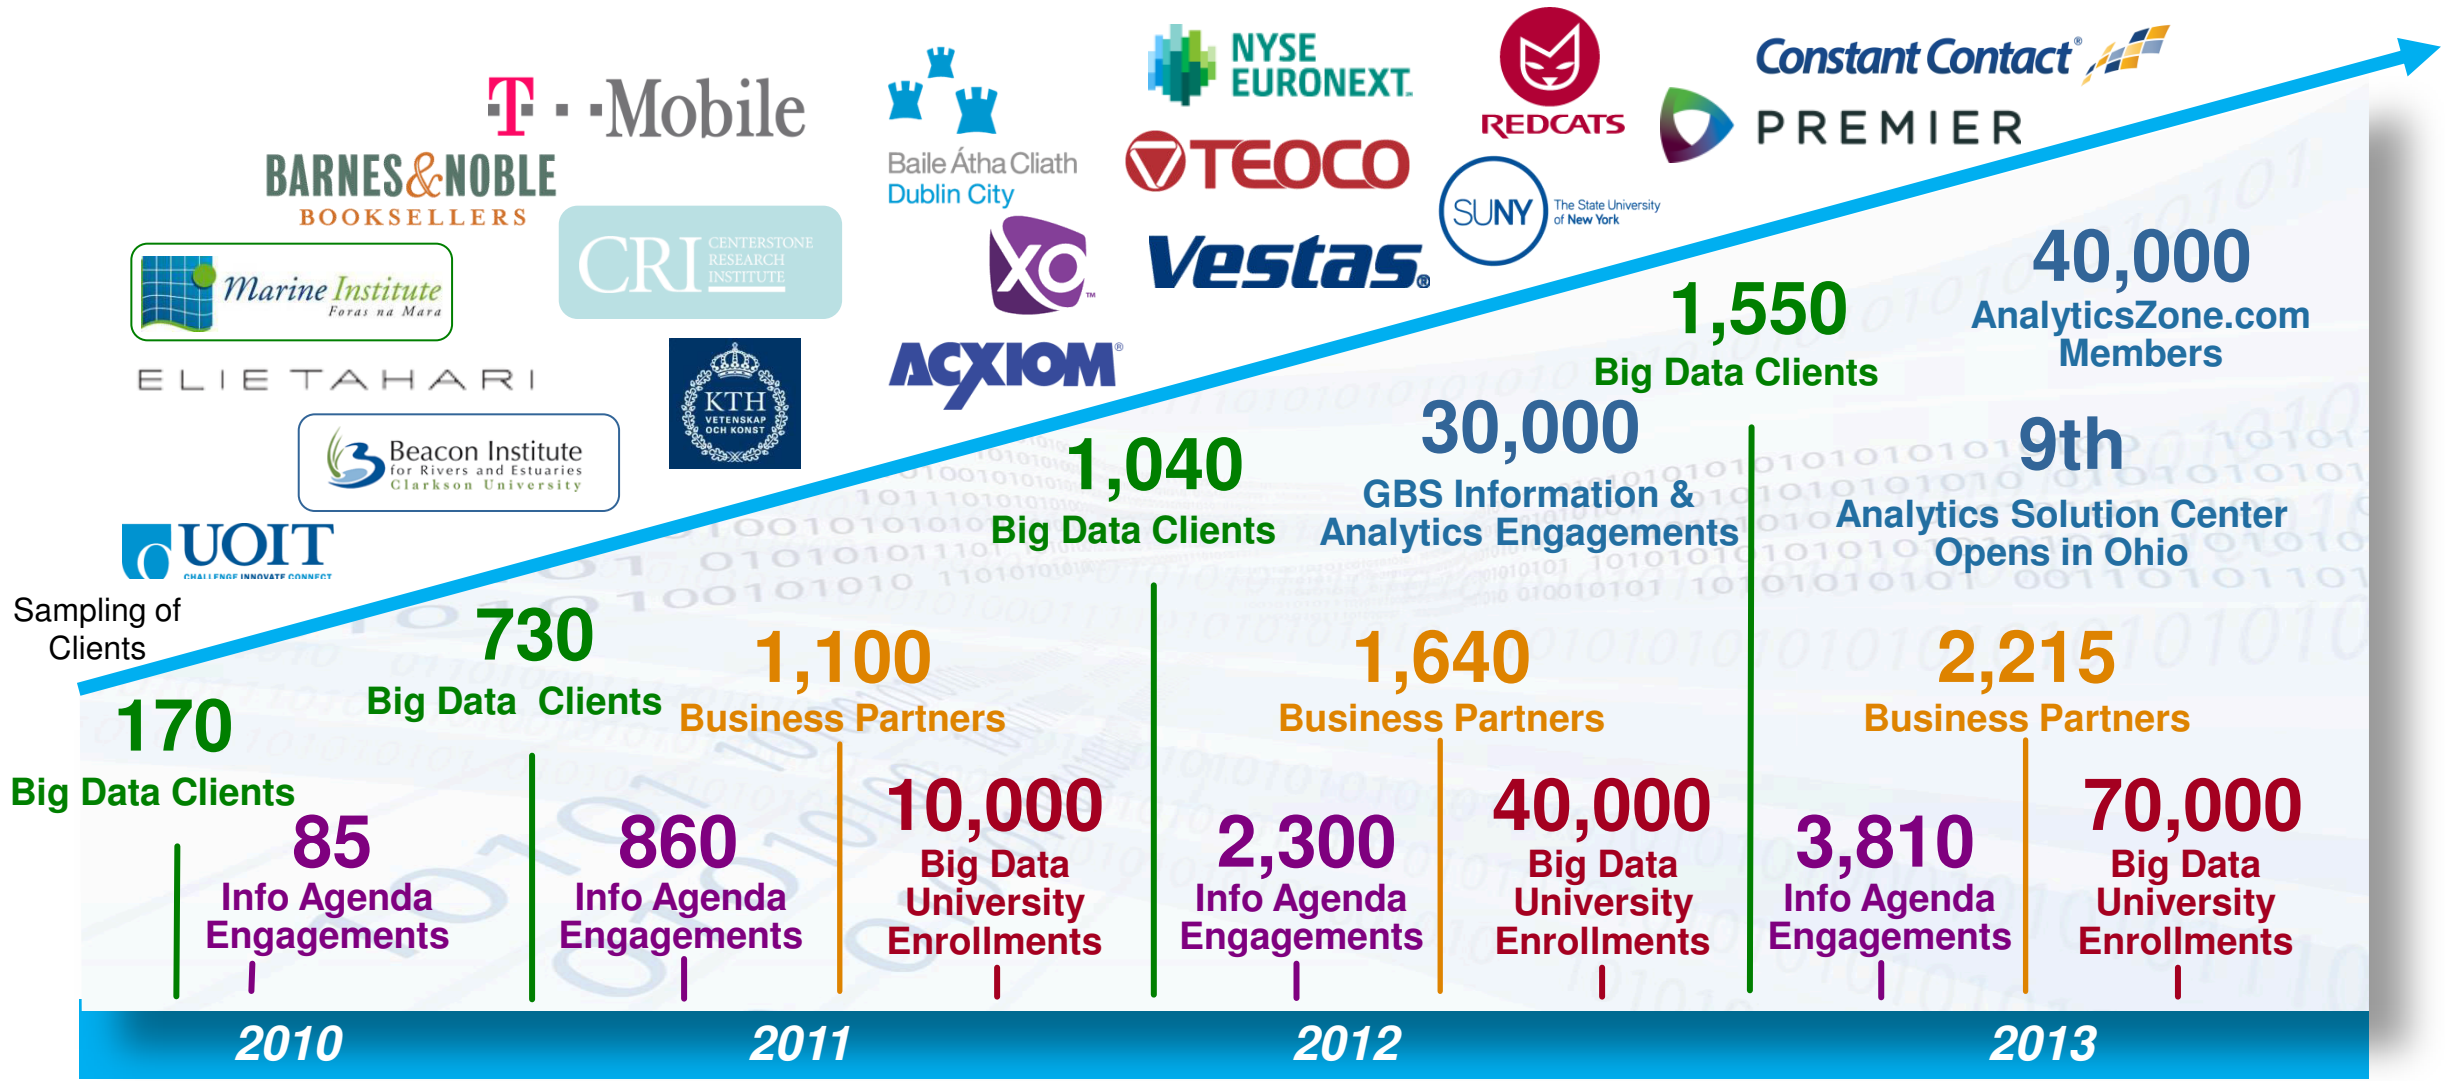 T··Mobile
BARNES&NOBLE
BOOKSELLERS
Marine Institute
Foras na Mara
CRI CENTERSTONE
RESEARCH
INSTITUTE
ELIE TAHARI
KTH
VETENSKAP
OCH KONST
Beacon Institute
for Rivers and Estuaries
Clarkson University
UOIT
CHALLENGE INNOVATE CONNECT
Baile Átha Cliath
Dublin City
XO™
ACXIOM®
NYSE
EURONEXT.
TEOCO
Vestas®
REDCATS
SUNY The State University
of New York
Constant Contact®
PREMIER
Sampling of
Clients
170
Big Data Clients
85
Info Agenda
Engagements
730
Big Data Clients
860
Info Agenda
Engagements
1,100
Business Partners
10,000
Big Data
University
Enrollments
1,040
Big Data Clients
2,300
Info Agenda
Engagements
30,000
GBS Information &
Analytics Engagements
1,640
Business Partners
40,000
Big Data
University
Enrollments
1,550
Big Data Clients
3,810
Info Agenda
Engagements
40,000
AnalyticsZone.com
Members
9th
Analytics Solution Center
Opens in Ohio
2,215
Business Partners
70,000
Big Data
University
Enrollments
2010
2011
2012
2013